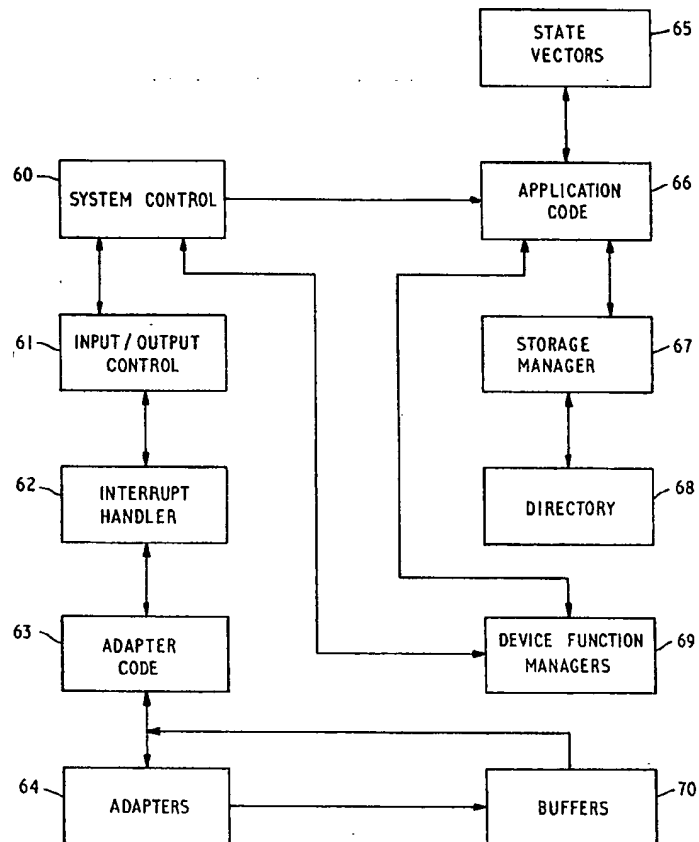 STATE
VECTORS
65
60
SYSTEM CONTROL
APPLICATION
CODE
66
61
INPUT/OUTPUT
CONTROL
STORAGE
MANAGER
67
62
INTERRUPT
HANDLER
DIRECTORY
68
63
ADAPTER
CODE
DEVICE FUNCTION
MANAGERS
69
64
ADAPTERS
BUFFERS
70